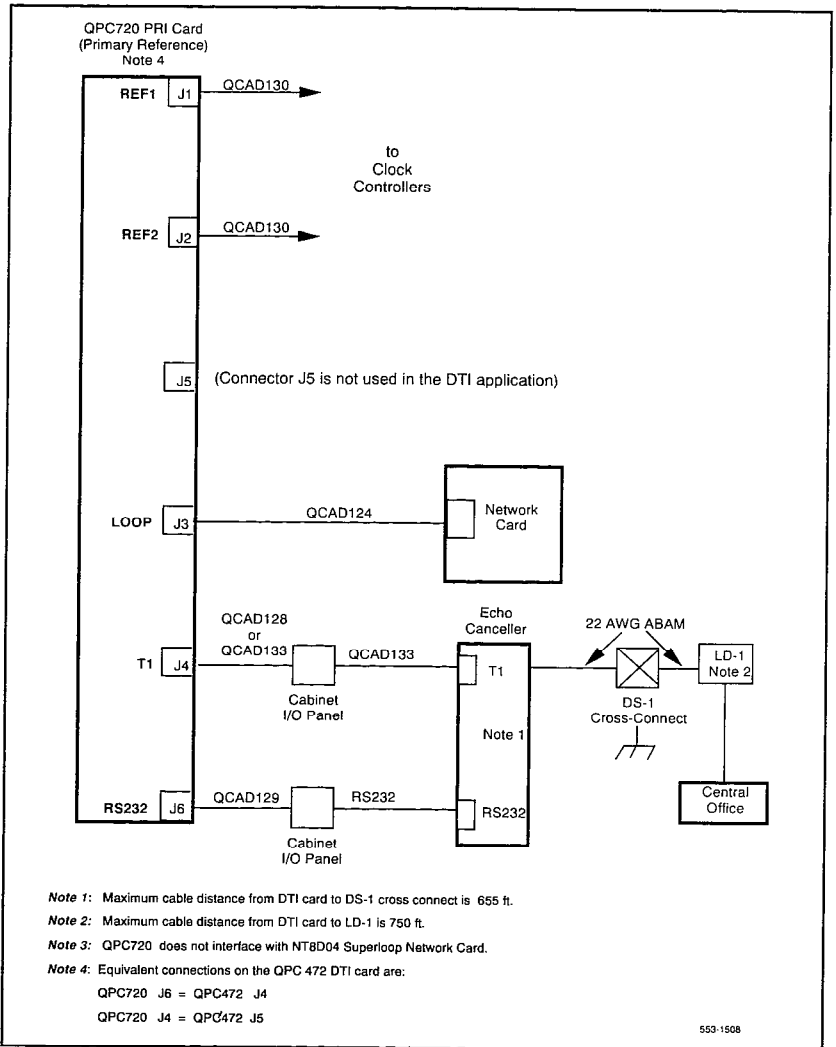 QPC720 PRI Card
(Primary Reference)
Note 4
REF1 J1 QCAD130
to
Clock
Controllers
REF2 J2 QCAD130
J5 (Connector J5 is not used in the DTI application)
LOOP J3 QCAD124
Network
Card
QCAD128
or
QCAD133
T1 J4
Cabinet
I/O Panel
QCAD133
Echo
Canceller
T1
Note 1
RS232
22 AWG ABAM
DS-1
Cross-Connect
LD-1
Note 2
Central
Office
RS232 J6 QCAD129
Cabinet
I/O Panel
RS232
Note 1: Maximum cable distance from DTI card to DS-1 cross connect is 655 ft.
Note 2: Maximum cable distance from DTI card to LD-1 is 750 ft.
Note 3: QPC720 does not interface with NT8D04 Superloop Network Card.
Note 4: Equivalent connections on the QPC 472 DTI card are:
QPC720 J6 = QPC472 J4
QPC720 J4 = QPC472 J5
553-1508